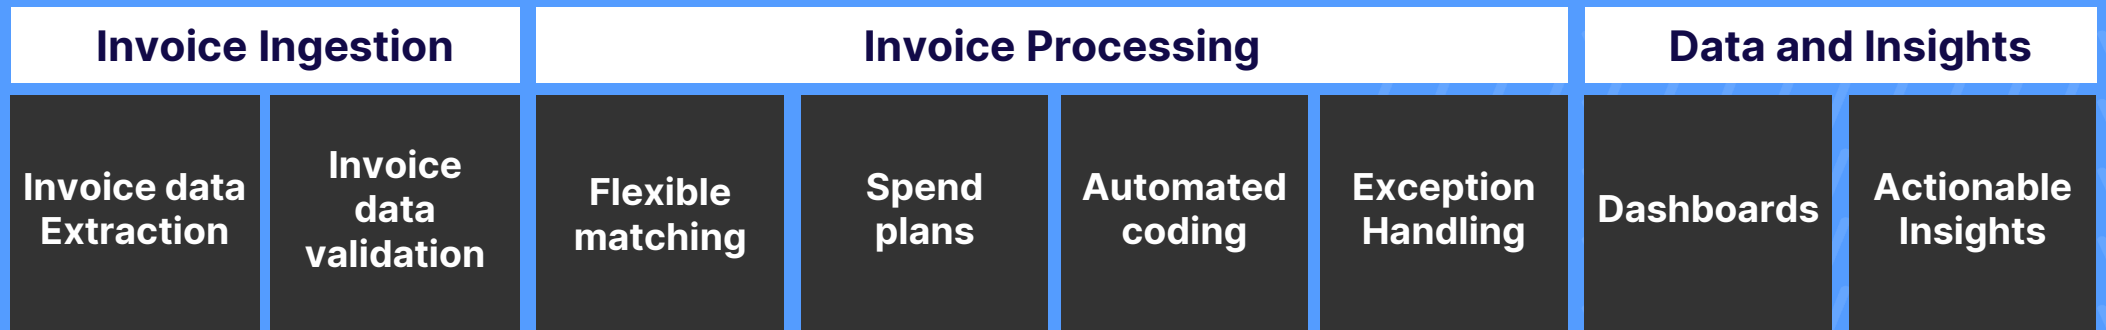 Invoice Ingestion
Invoice Processing
Data and Insights
Invoice data
Extraction
Invoice
data
validation
Flexible
matching
Spend
plans
Automated
coding
Exception
Handling
Dashboards
Actionable
Insights